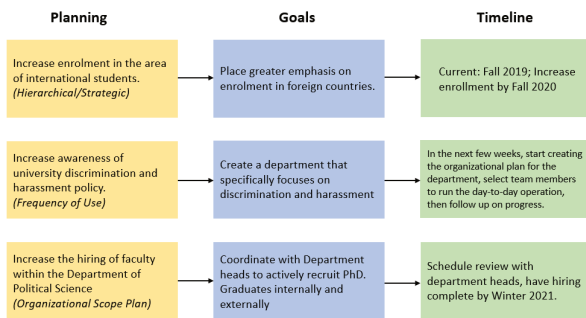 Planning
Goals
Timeline
Increase enrolment in the area
of international students.
(Hierarchical/Strategic)
Place greater emphasis on
enrolment in foreign countries.
Current: Fall 2019; Increase
enrollment by Fall 2020
Increase awareness of
university discrimination and
harassment policy.
(Frequency of Use)
Create a department that
specifically focuses on
discrimination and harassment
In the next few weeks, start creating
the organizational plan for the
department, select team members
to run the day-to-day operation,
then follow up on progress.
Increase the hiring of faculty
within the Department of
Political Science
(Organizational Scope Plan)
Coordinate with Department
heads to actively recruit PhD.
Graduates internally and
externally
Schedule review with
department heads, have hiring
complete by Winter 2021.